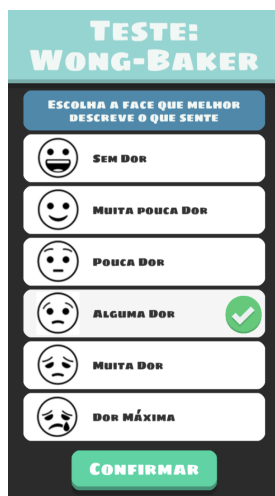 Teste:
Wong-Baker
Escolha a face que melhor
descreve o que sente
Sem Dor
Muita pouca Dor
Pouca Dor
Alguma Dor
Muita Dor
Dor Máxima
Confirmar